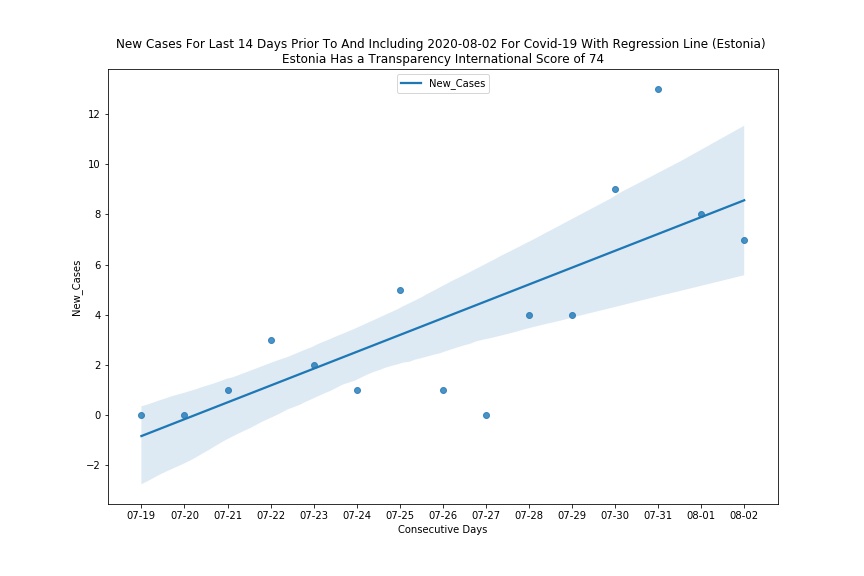 New Cases For Last 14 Days Prior To And Including 2020-08-02 For Covid-19 With Regression Line (Estonia)
Estonia Has a Transparency International Score of 74
New_Cases
12
10
8
6
4
2
0
−2
New_Cases
07-19 07-20 07-21 07-22 07-23 07-24 07-25 07-26 07-27 07-28 07-29 07-30 07-31 08-01 08-02
Consecutive Days